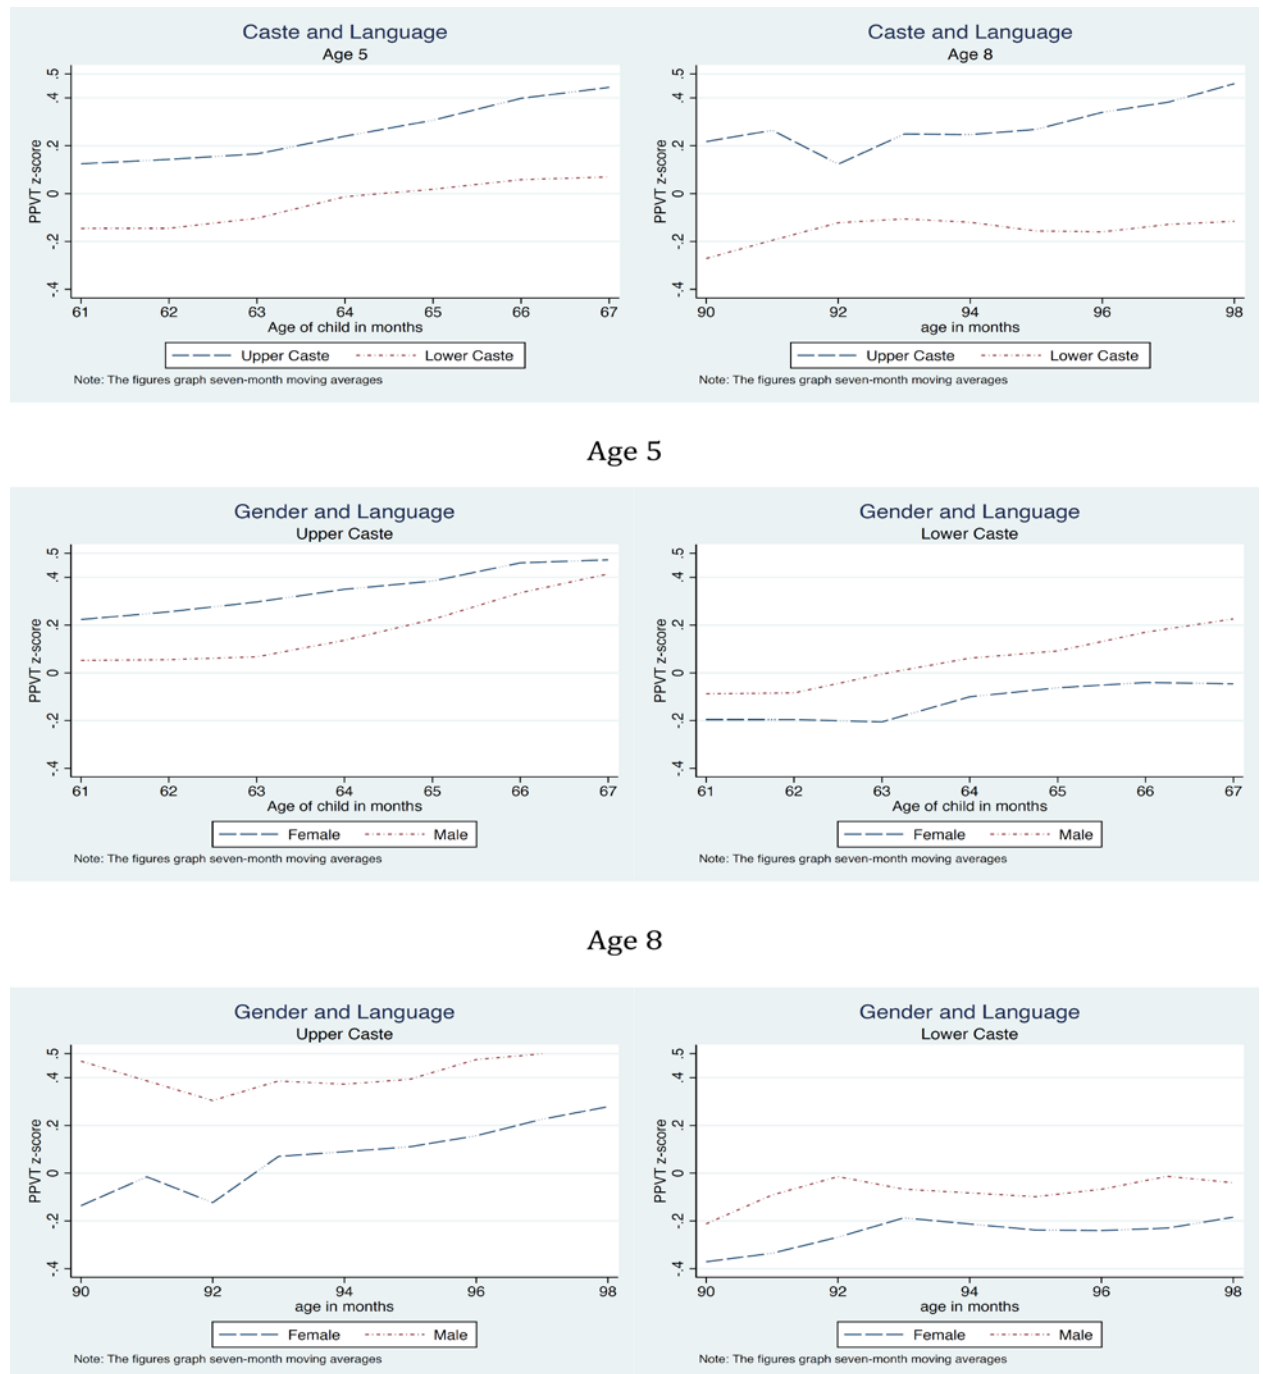 Caste and Language
Age 5
PPVT z-score
.5
.4
.2
0
-.2
-.4
61 62 63 64 65 66 67
Age of child in months
Upper Caste Lower Caste
Note: The figures graph seven-month moving averages
Caste and Language
Age 8
PPVT z-score
.5
.4
.2
0
-.2
-.4
90 92 94 96 98
age in months
Upper Caste Lower Caste
Note: The figures graph seven-month moving averages
Age 5
Gender and Language
Upper Caste
PPVT z-score
.5
.4
.2
0
-.2
-.4
61 62 63 64 65 66 67
Age of child in months
Female Male
Note: The figures graph seven-month moving averages
Gender and Language
Lower Caste
PPVT z-score
.5
.4
.2
0
-.2
-.4
61 62 63 64 65 66 67
Age of child in months
Female Male
Note: The figures graph seven-month moving averages
Age 8
Gender and Language
Upper Caste
PPVT z-score
.5
.4
.2
0
-.2
-.4
90 92 94 96 98
age in months
Female Male
Note: The figures graph seven-month moving averages
Gender and Language
Lower Caste
PPVT z-score
.5
.4
.2
0
-.2
-.4
90 92 94 96 98
age in months
Female Male
Note: The figures graph seven-month moving averages